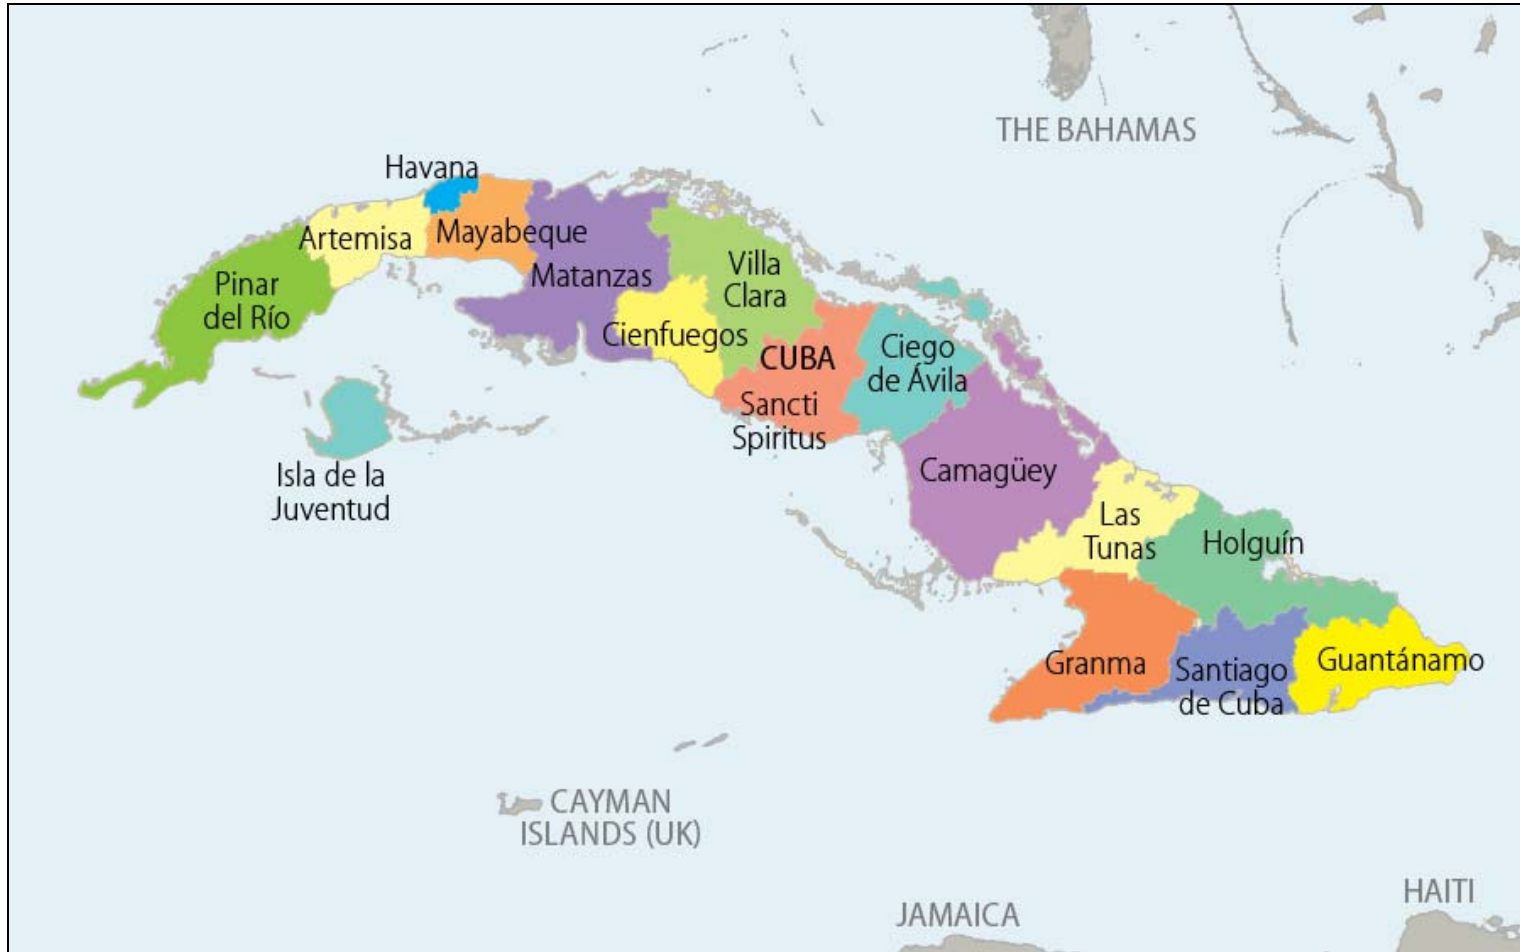 THE BAHAMAS
Havana
Artemisa
Mayabeque
Pinar
del Río
Matanzas
Villa
Clara
Cienfuegos
CUBA
Sancti
Spiritus
Ciego
de Ávila
Isla de la
Juventud
Camagüey
Las
Tunas
Holguín
Granma
Santiago
de Cuba
Guantánamo
CAYMAN
ISLANDS (UK)
JAMAICA
HAITI